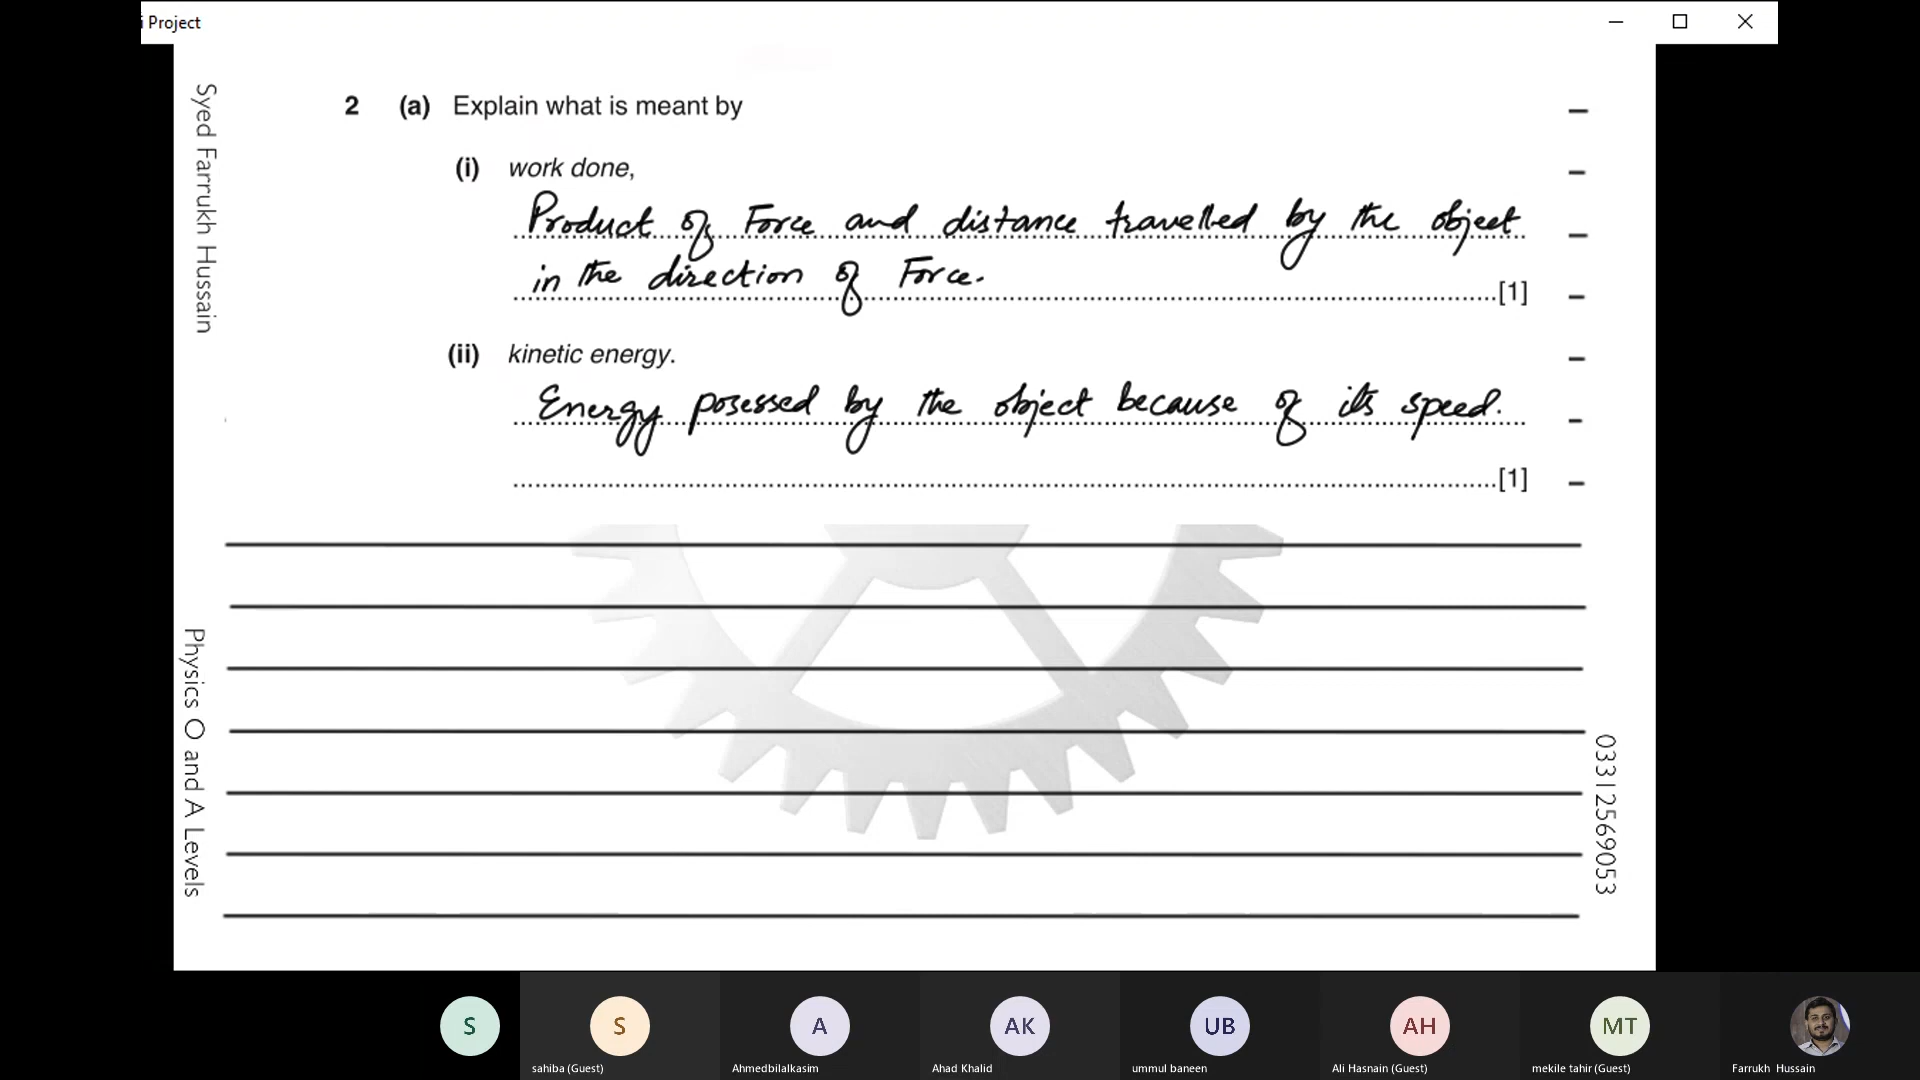 i Project
Syed Farrukh Hussain
2 (a) Explain what is meant by
(i) work done,
Product of Force and distance travelled by the object
in the direction of Force.
[1]
(ii) kinetic energy.
Energy posessed by the object because of its speed.
[1]
Physics O and A Levels
03312569053
S
S
A
AK
UB
AH
MT
sahiba (Guest)
Ahmedbilalkasim
Ahad Khalid
ummul baneen
Ali Hasnain (Guest)
mekile tahir (Guest)
Farrukh Hussain